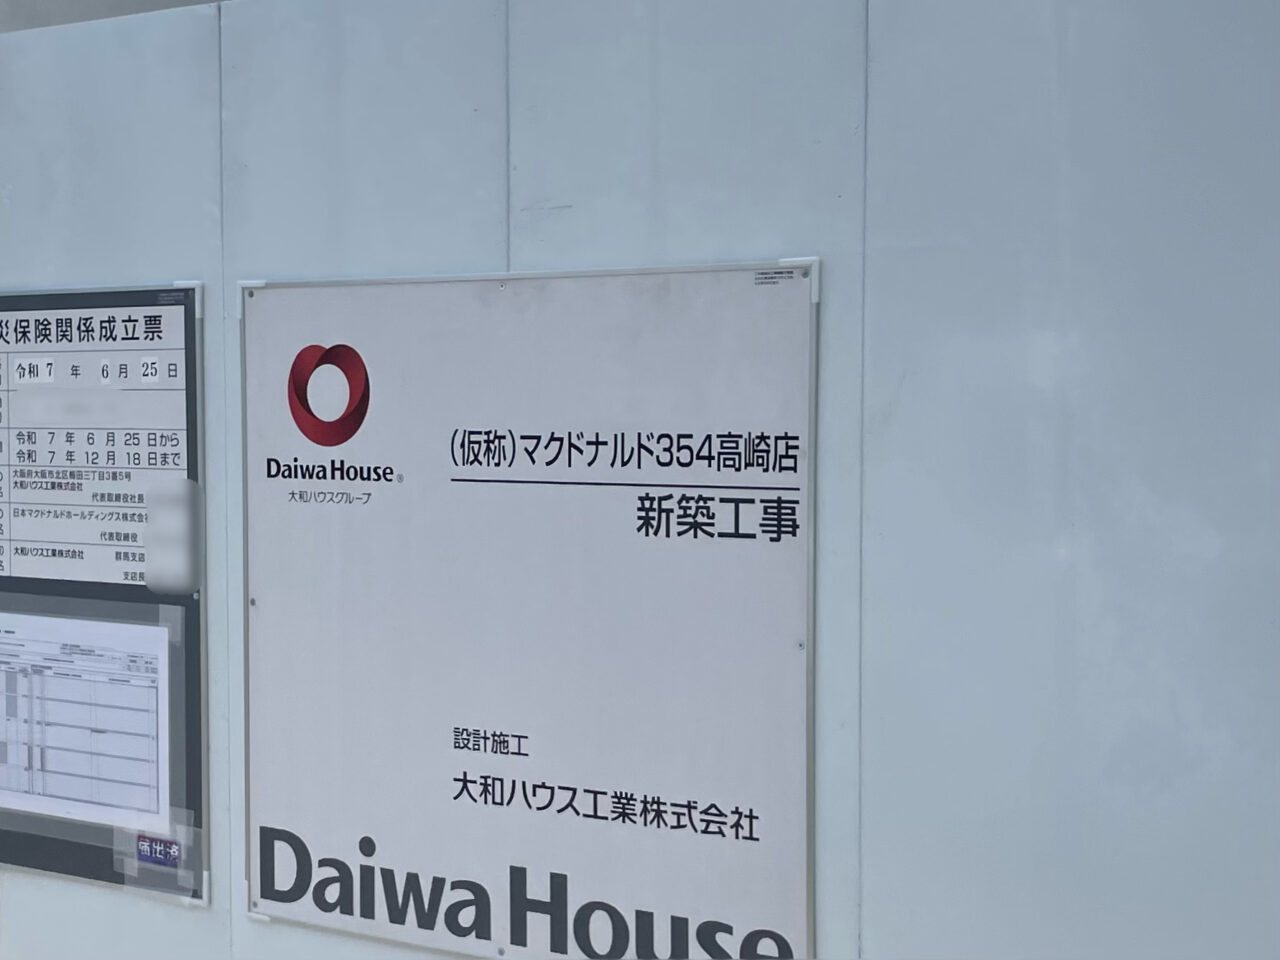 災保険関係成立票
令和 7 年 6 月 25 日
令和 7 年 6 月 25 日から
令和 7 年 12 月 18 日まで
大阪府大阪市北区梅田三丁目3番5号
大和ハウス工業株式会社
代表取締役社長
日本マクドナルドホールディングス株式会社
代表取締役
大和ハウス工業株式会社 群馬支店
支店長
届出済
Daiwa House®
大和ハウスグループ
(仮称)マクドナルド354高崎店
新築工事
設計施工
大和ハウス工業株式会社
Daiwa House